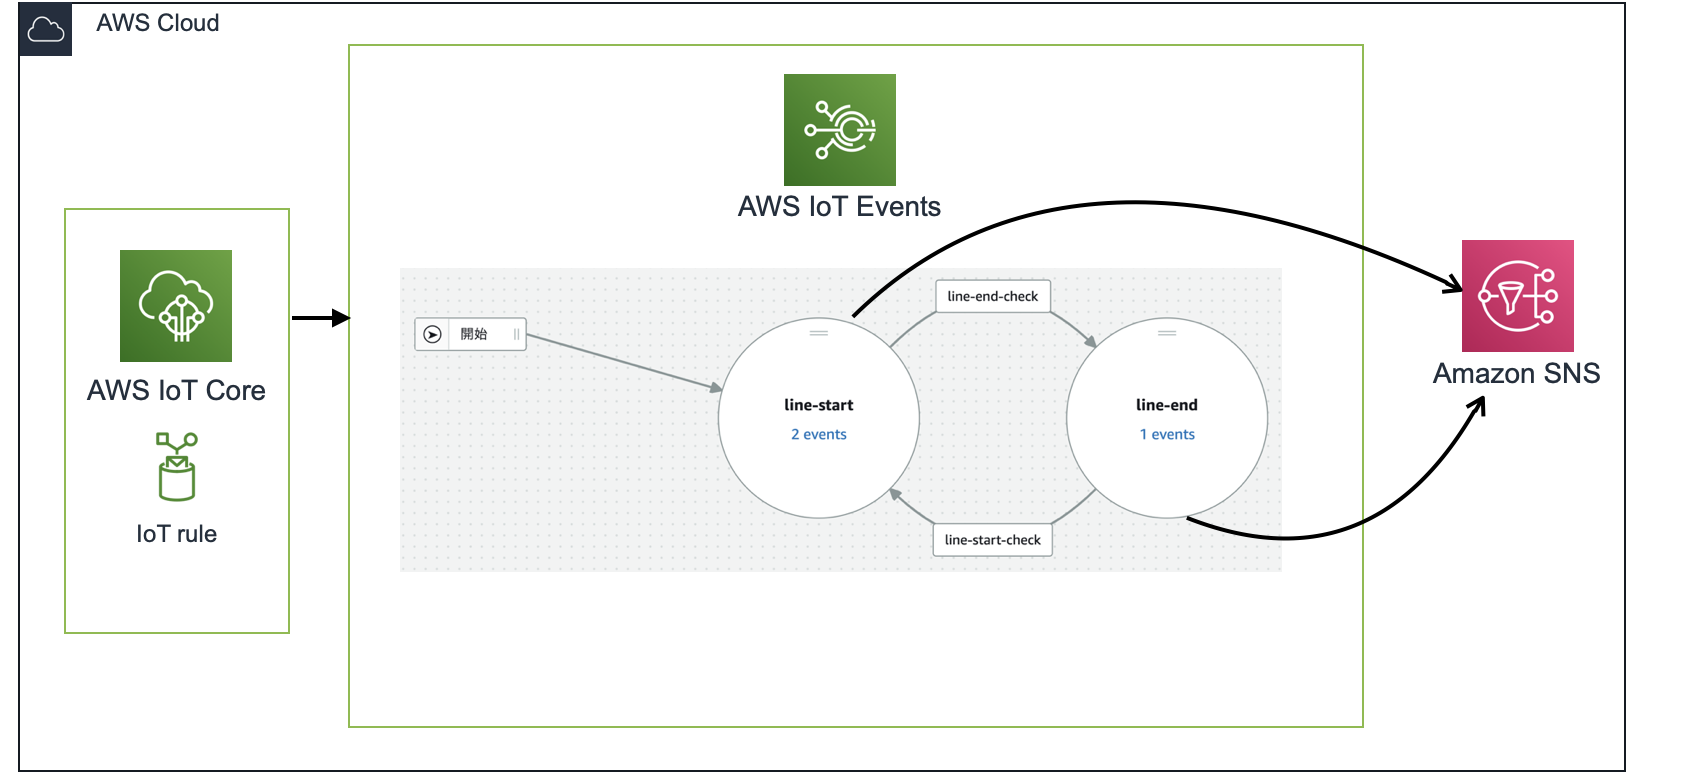 AWS Cloud
AWS IoT Events
AWS IoT Core
IoT rule
開始
line-end-check
line-start
2 events
line-end
1 events
line-start-check
Amazon SNS